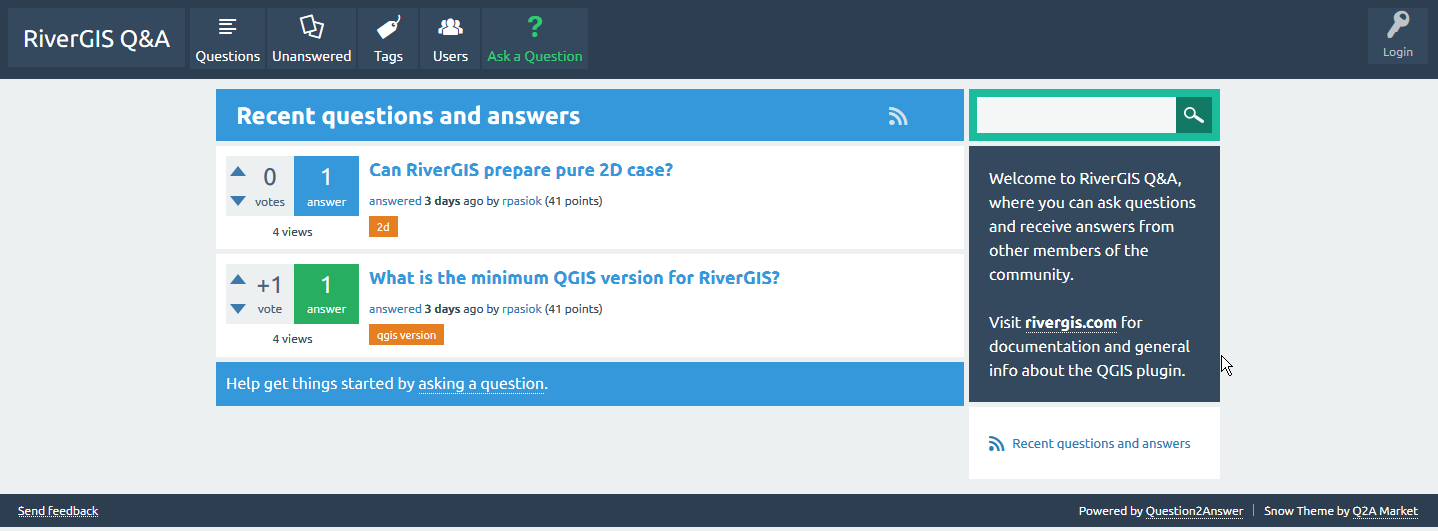 RiverGIS Q&A
Questions
Unanswered
Tags
Users
?
Ask a Question
Login
Recent questions and answers
0
votes
1
answer
4 views
Can RiverGIS prepare pure 2D case?
answered 3 days ago by rpasiok (41 points)
2d
+1
vote
1
answer
4 views
What is the minimum QGIS version for RiverGIS?
answered 3 days ago by rpasiok (41 points)
qgis version
Help get things started by asking a question.
Welcome to RiverGIS Q&A,
where you can ask questions
and receive answers from
other members of the
community.
Visit rivergis.com for
documentation and general
info about the QGIS plugin.
Recent questions and answers
Send feedback
Powered by Question2Answer
Snow Theme by Q2A Market